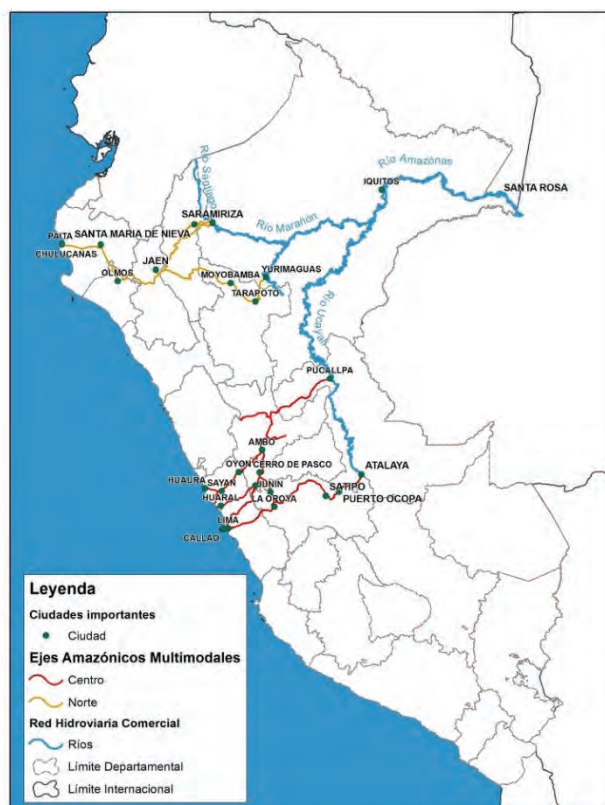 Río Amazónas
IQUITOS
SANTA ROSA
Río Santiago
SARAMIRIZA
Río Marañón
PAITA
SANTA MARIA DE NIEVA
CHULUCANAS
JAEN
OLMOS
MOYOBAMBA
YURIMAGUAS
TARAPOTO
Río Ucayali
PUCALLPA
AMBO
OYON
CERRO DE PASCO
ATALAYA
HUAURA
SAYAN
JUNIN
SATIPO
HUARAL
LA OROYA
PUERTO OCOPA
LIMA
CALLAO
Leyenda
Ciudades importantes
Ciudad
Ejes Amazónicos Multimodales
Centro
Norte
Red Hidroviaria Comercial
Ríos
Límite Departamental
Límite Internacional